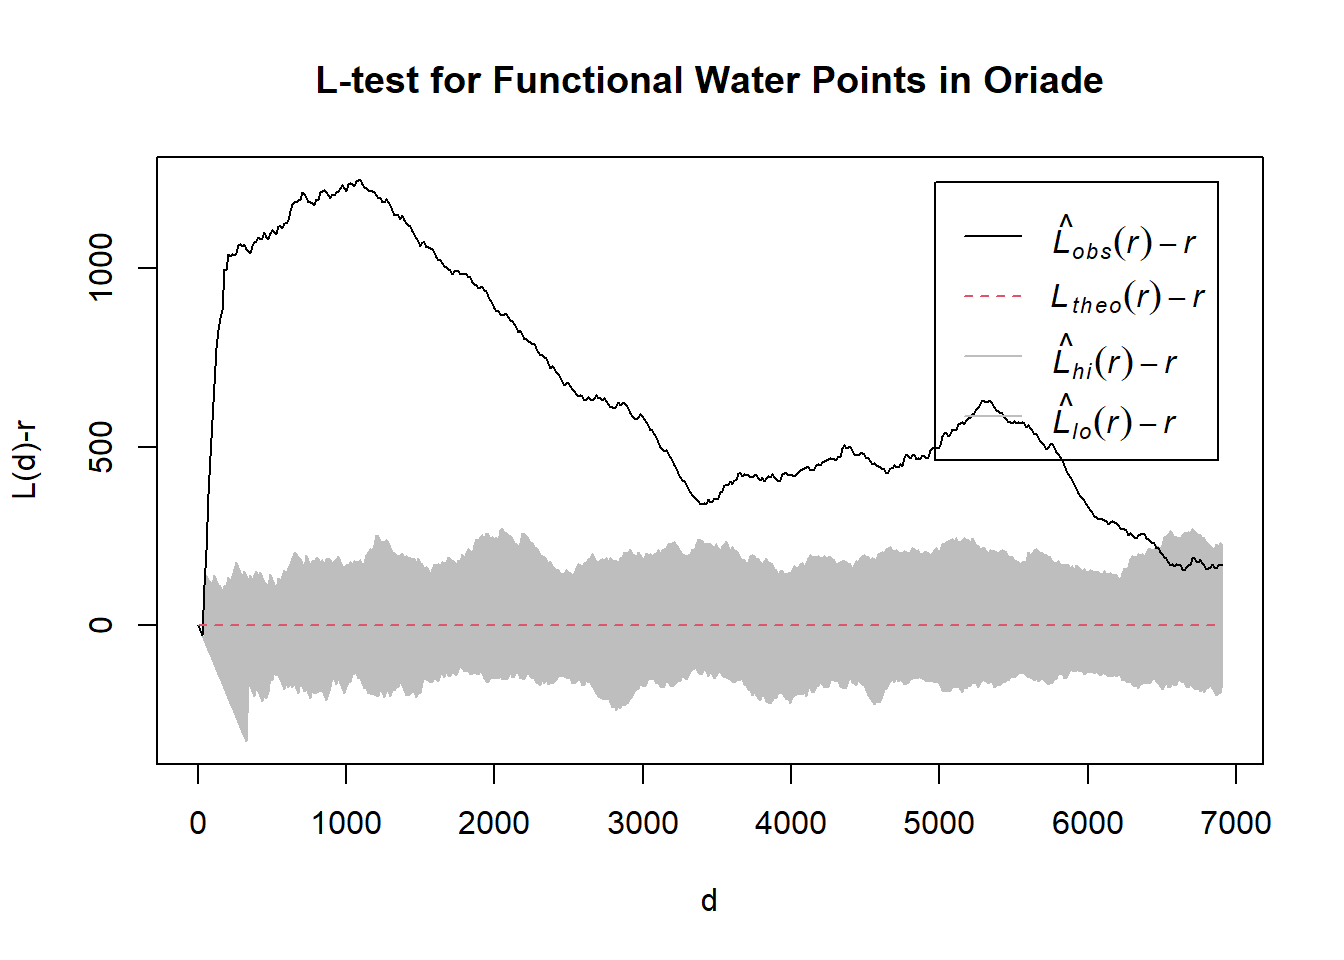 L-test for Functional Water Points in Oriade
L(d)-r
1000
500
0
L̂obs(r) − r
Ltheo(r) − r
L̂hi(r) − r
L̂lo(r) − r
0 1000 2000 3000 4000 5000 6000 7000
d